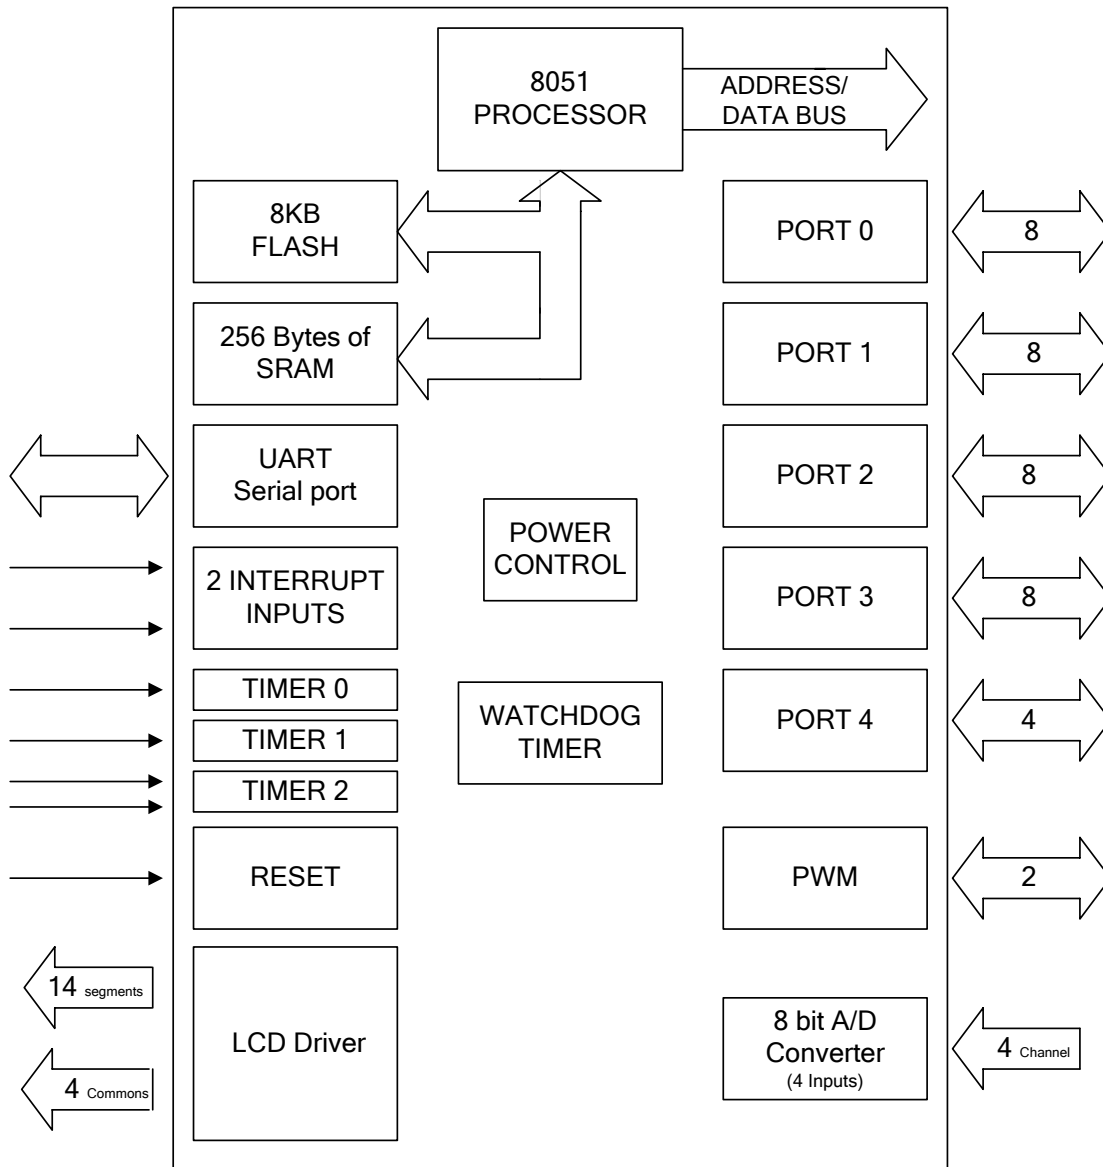 8051
PROCESSOR
ADDRESS/
DATA BUS
8KB
FLASH
PORT 0
8
256 Bytes of
SRAM
PORT 1
8
UART
Serial port
PORT 2
8
POWER
CONTROL
2 INTERRUPT
INPUTS
PORT 3
8
TIMER 0
TIMER 1
TIMER 2
WATCHDOG
TIMER
PORT 4
4
RESET
PWM
2
14 segments
LCD Driver
4 Commons
8 bit A/D
Converter
(4 Inputs)
4 Channel